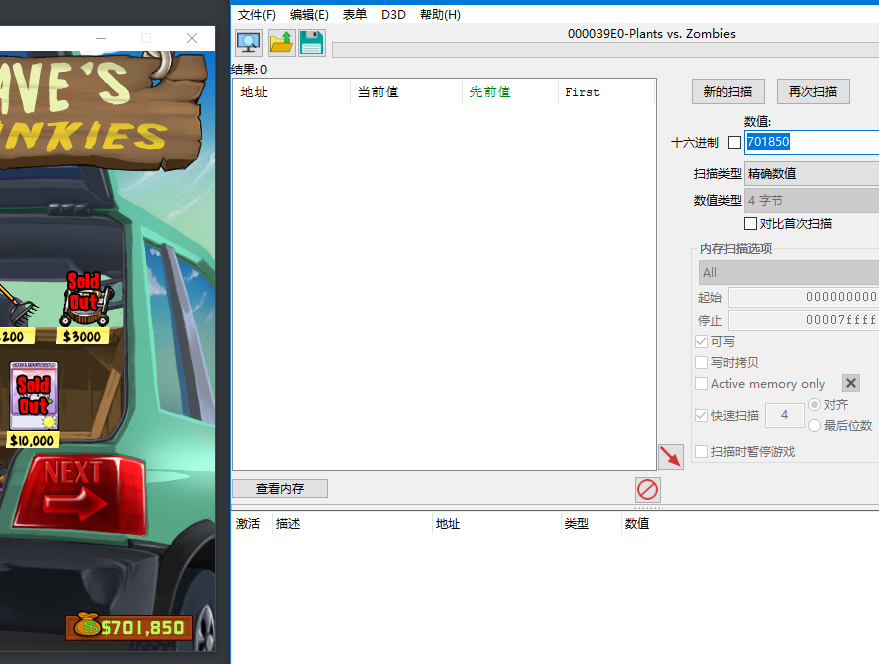 AVE'S
NKIES
Sold
Out
200
$3000
Sold
Out
$10,000
NEXT
$701,850
文件(F) 编辑(E) 表单 D3D 帮助(H)
000039E0-Plants vs. Zombies
结果:0
地址 当前值 先前值 First
新的扫描 再次扫描
数值:
十六进制 701850
扫描类型 精确数值
数值类型 4 字节
对比首次扫描
内存扫描选项
All
起始 000000000
停止 00007ffff
可写
写时拷贝
Active memory only
快速扫描 4 对齐
最后位数
扫描时暂停游戏
查看内存
激活 描述 地址 类型 数值